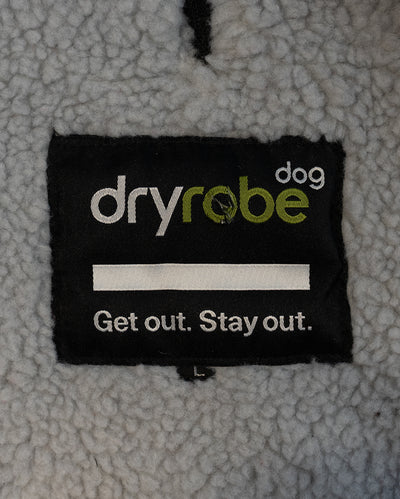 dog
dryrobe
Get out. Stay out.
L